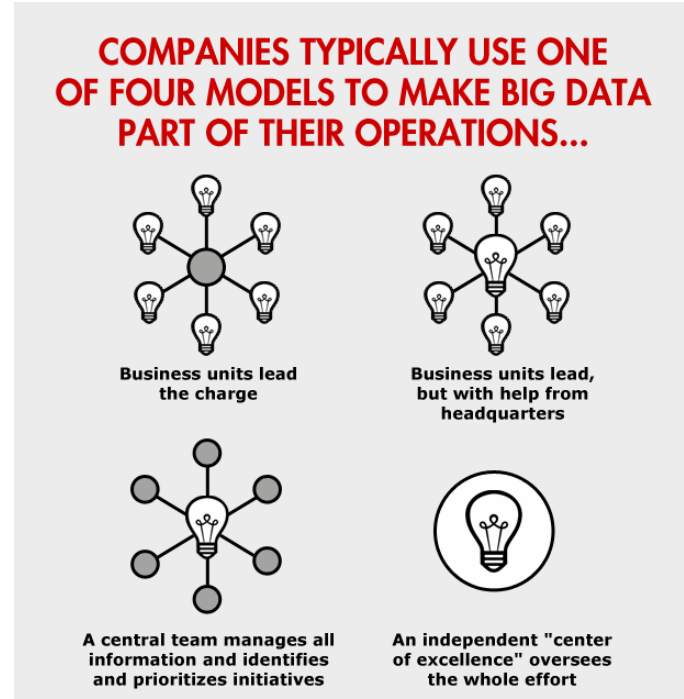 COMPANIES TYPICALLY USE ONE
OF FOUR MODELS TO MAKE BIG DATA
PART OF THEIR OPERATIONS...
Business units lead
the charge
Business units lead,
but with help from
headquarters
A central team manages all
information and identifies
and prioritizes initiatives
An independent "center
of excellence" oversees
the whole effort